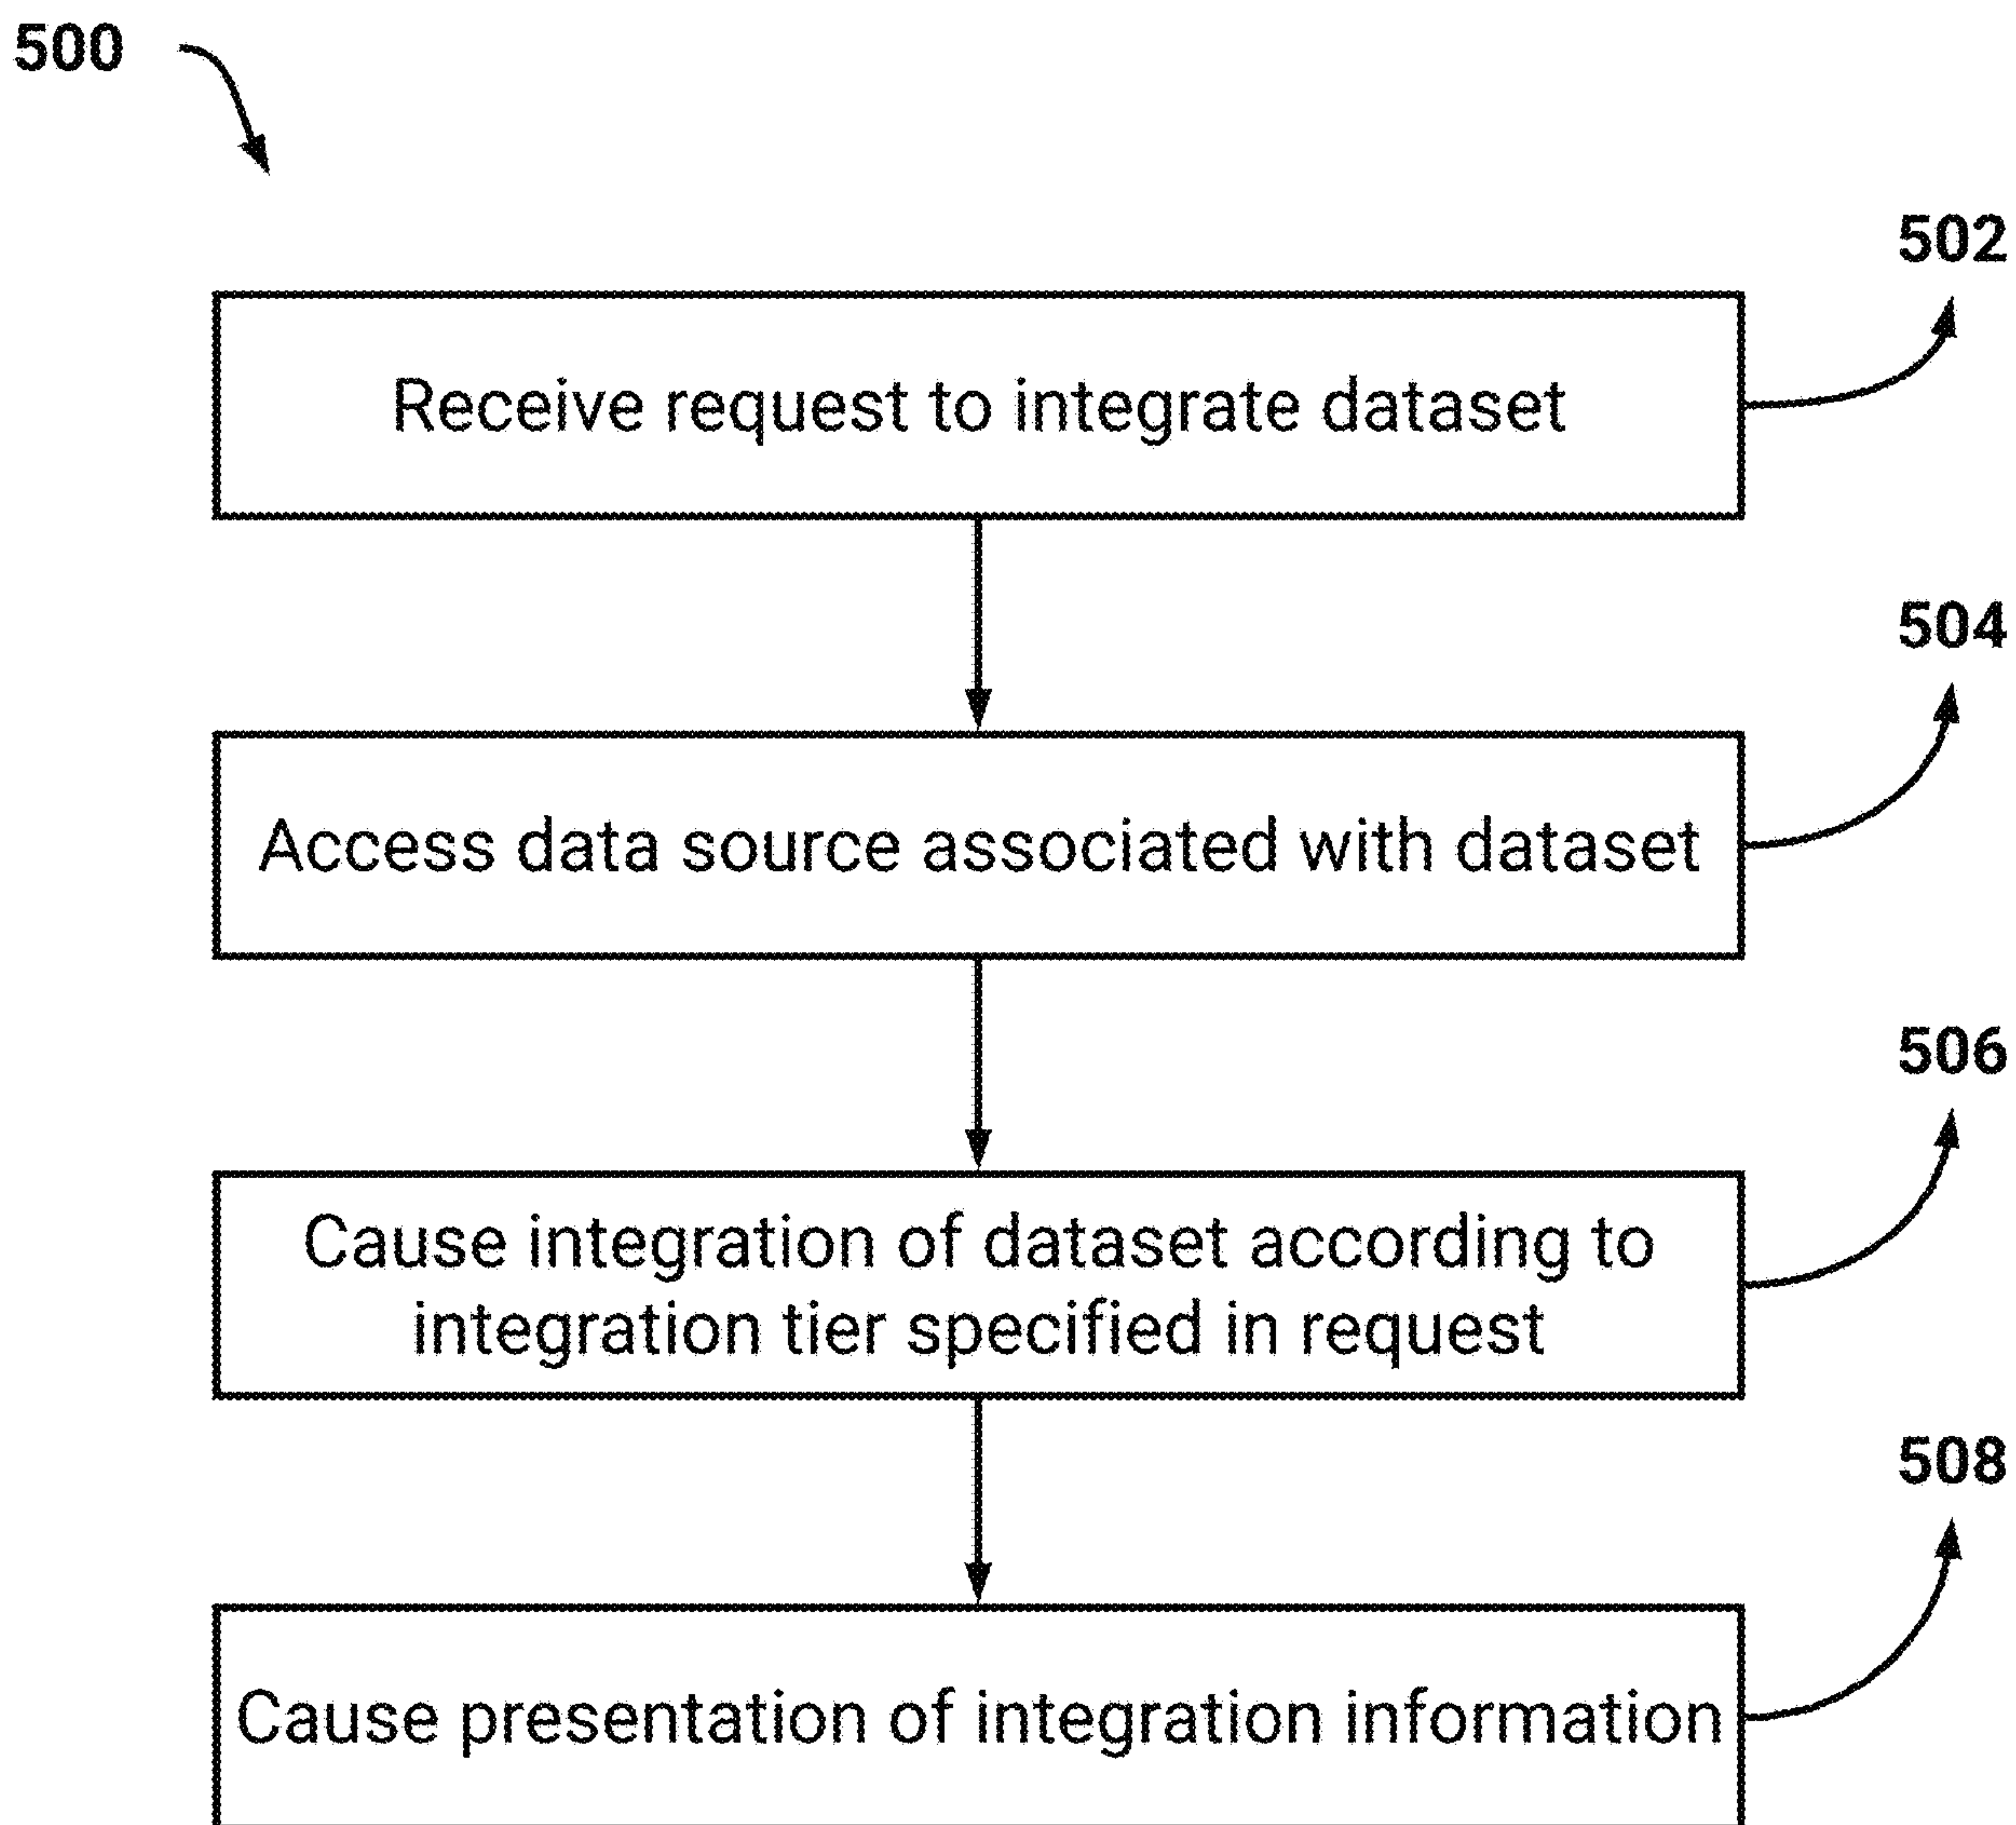 500
502
Receive request to integrate dataset
504
Access data source associated with dataset
506
Cause integration of dataset according to
integration tier specified in request
508
Cause presentation of integration information